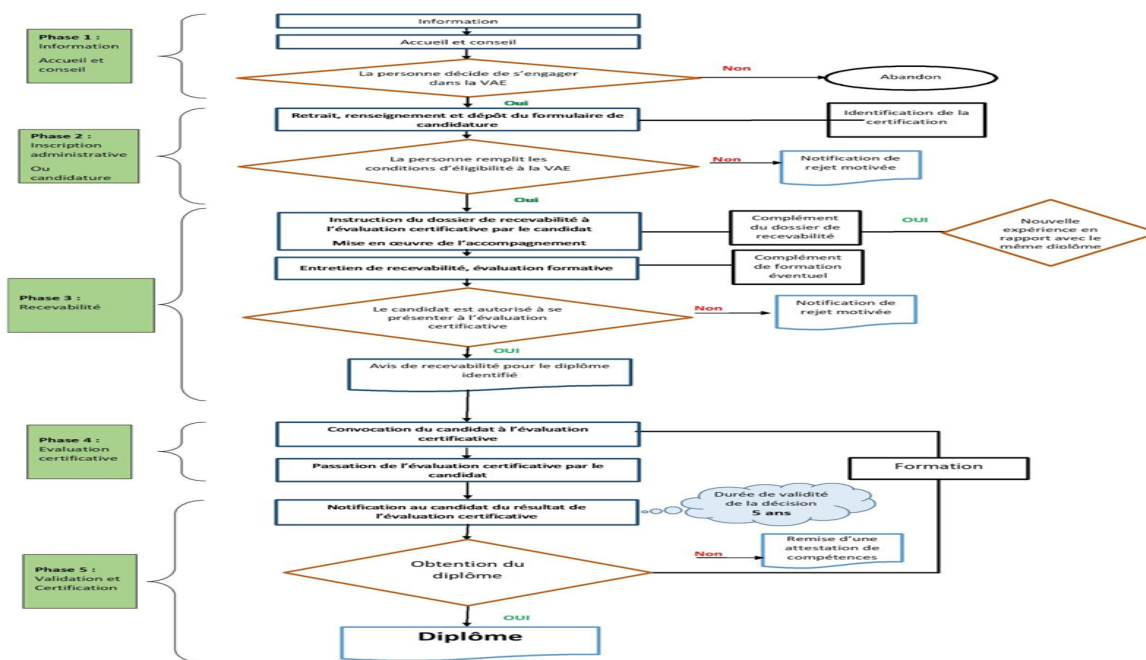 Phase 1 :
Information
Accueil et
conseil
Information
Accueil et conseil
La personne décide de s'engager
dans la VAE
Non
Abandon
Oui
Phase 2 :
Inscription
administrative
Ou
candidature
Retrait, renseignement et dépôt du formulaire de
candidature
Identification de la
certification
La personne remplit les
conditions d'éligibilité à la VAE
Non
Notification de
rejet motivée
Oui
Phase 3 :
Recevabilité
Instruction du dossier de recevabilité à
l'évaluation certificative par le candidat
Mise en œuvre de l'accompagnement
Complément
du dossier de
recevabilité
OUI
Nouvelle
expérience en
rapport avec le
même diplôme
Entretien de recevabilité, évaluation formative
Complément
de formation
éventuel
Le candidat est autorisé à se
présenter à l'évaluation
certificative
Non
Notification de
rejet motivée
OUI
Avis de recevabilité pour le diplôme
identifié
Phase 4 :
Evaluation
certificative
Convocation du candidat à l'évaluation
certificative
Passation de l'évaluation certificative par le
candidat
Formation
Phase 5 :
Validation et
Certification
Notification au candidat du résultat de
l'évaluation certificative
Durée de validité
de la décision
5 ans
Obtention du
diplôme
Non
Remise d'une
attestation de
compétences
OUI
Diplôme